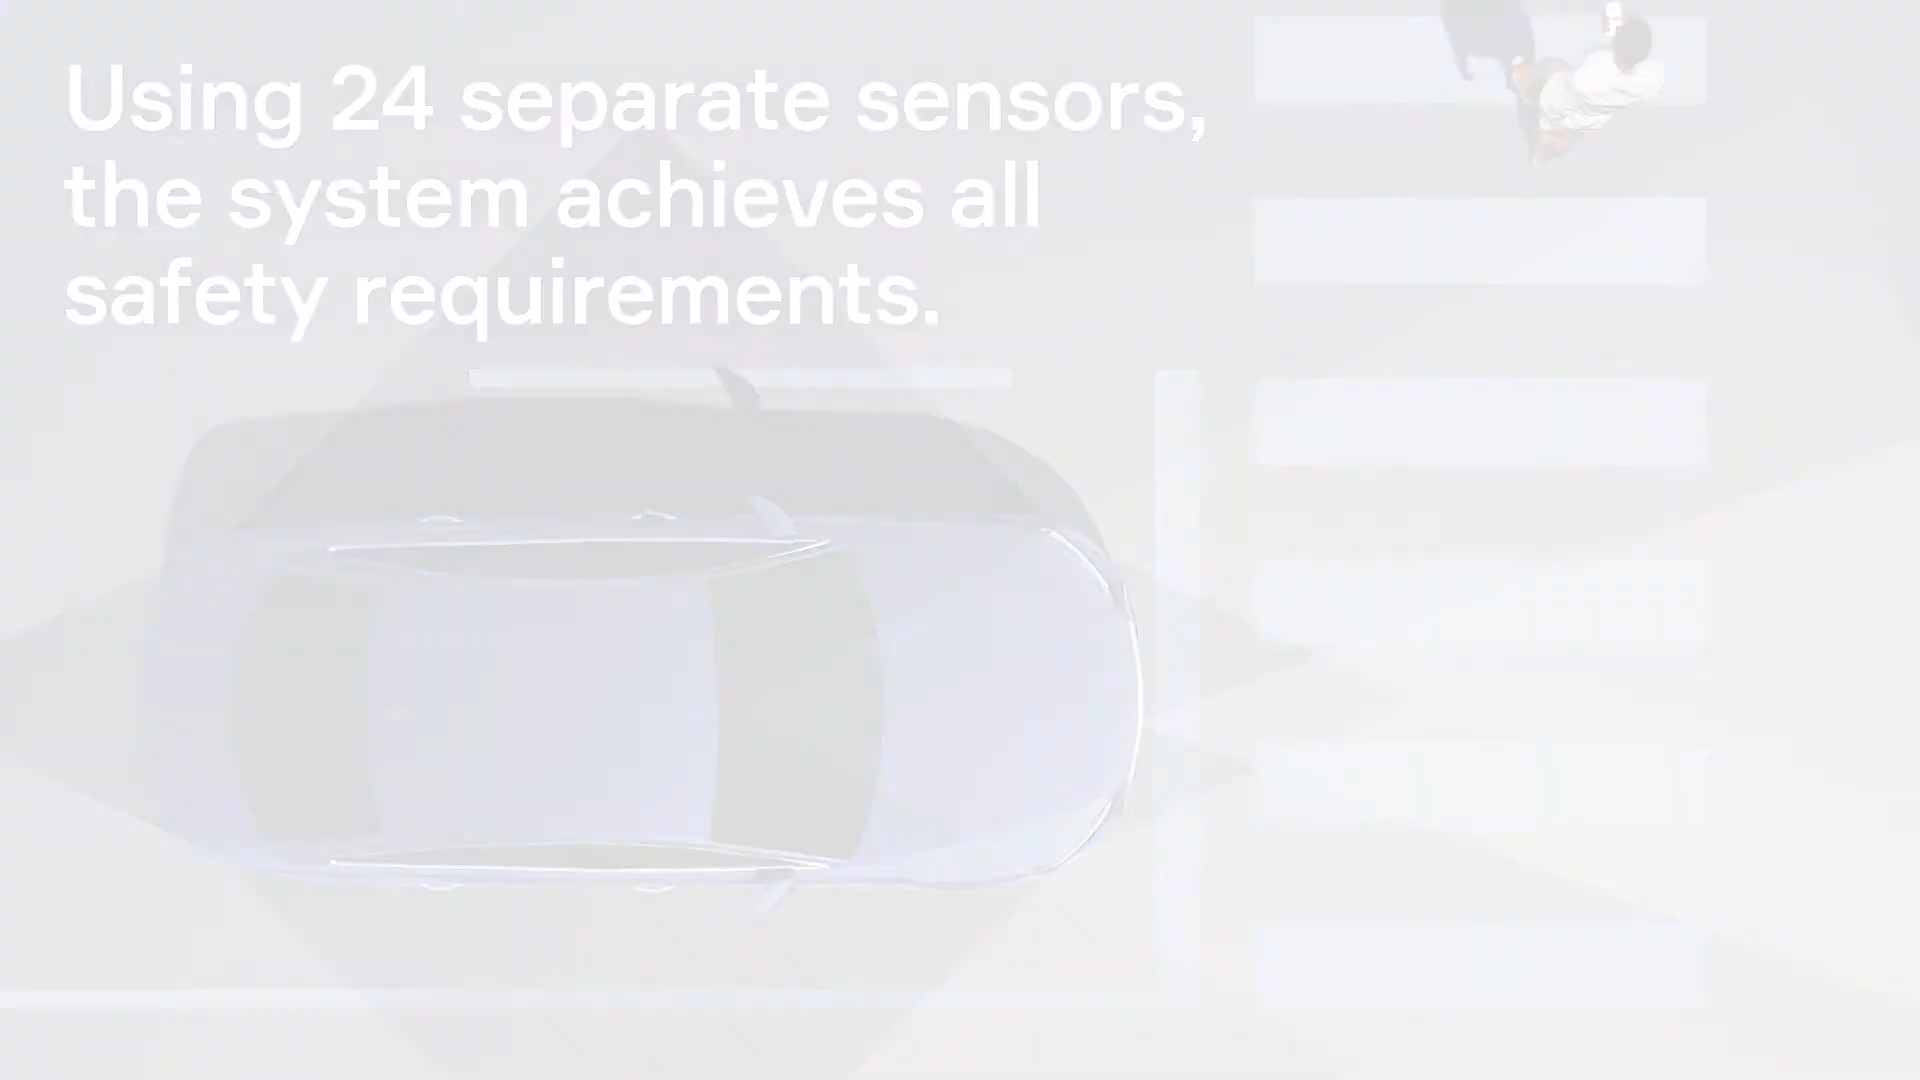 Using 24 separate sensors,
the system achieves all
safety requirements.